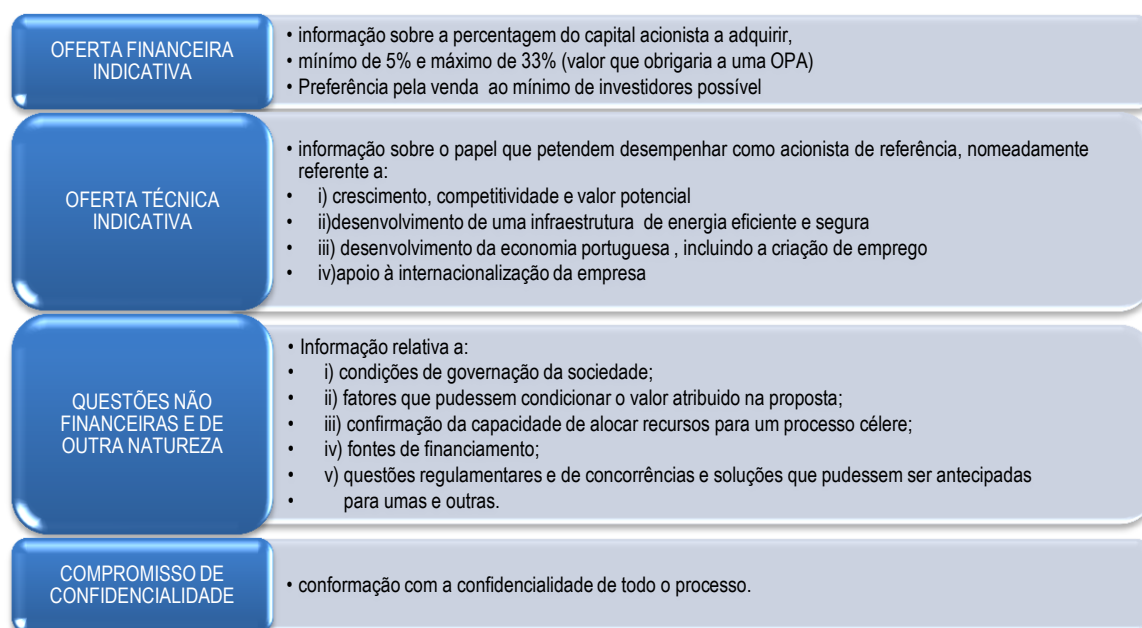 OFERTA FINANCEIRA
INDICATIVA
• informação sobre a percentagem do capital acionista a adquirir,
• mínímo de 5% e máximo de 33% (valor que obrigaria a uma OPA)
• Preferência pela venda ao mínimo de investidores possível
OFERTA TÉCNICA
INDICATIVA
• informação sobre o papel que petendem desempenhar como acionista de referência, nomeadamente
referente a:
• i) crescimento, competitividade e valor potencial
• ii)desenvolvimento de uma infraestrutura de energia eficiente e segura
• iii) desenvolvimento da economia portuguesa , incluindo a criação de emprego
• iv)apoio à internacionalização da empresa
QUESTÕES NÃO
FINANCEIRAS E DE
OUTRA NATUREZA
• Informação relativa a:
• i) condições de governação da sociedade;
• ii) fatores que pudessem condicionar o valor atribuido na proposta;
• iii) confirmação da capacidade de alocar recursos para um processo célere;
• iv) fontes de financiamento;
• v) questões regulamentares e de concorrências e soluções que pudessem ser antecipadas
• para umas e outras.
COMPROMISSO DE
CONFIDENCIALIDADE
• conformação com a confidencialidade de todo o processo.